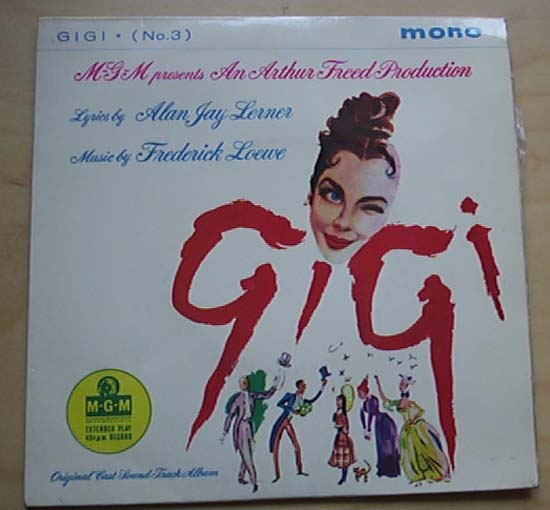 GIGI · (No.3) mono
M-G-M presents An Arthur Freed Production
Lyrics by Alan Jay Lerner
Music by Frederick Loewe
Gigi
M-G-M
EXTENDED PLAY
45 r.p.m. RECORD
Original Cast Sound Track Album